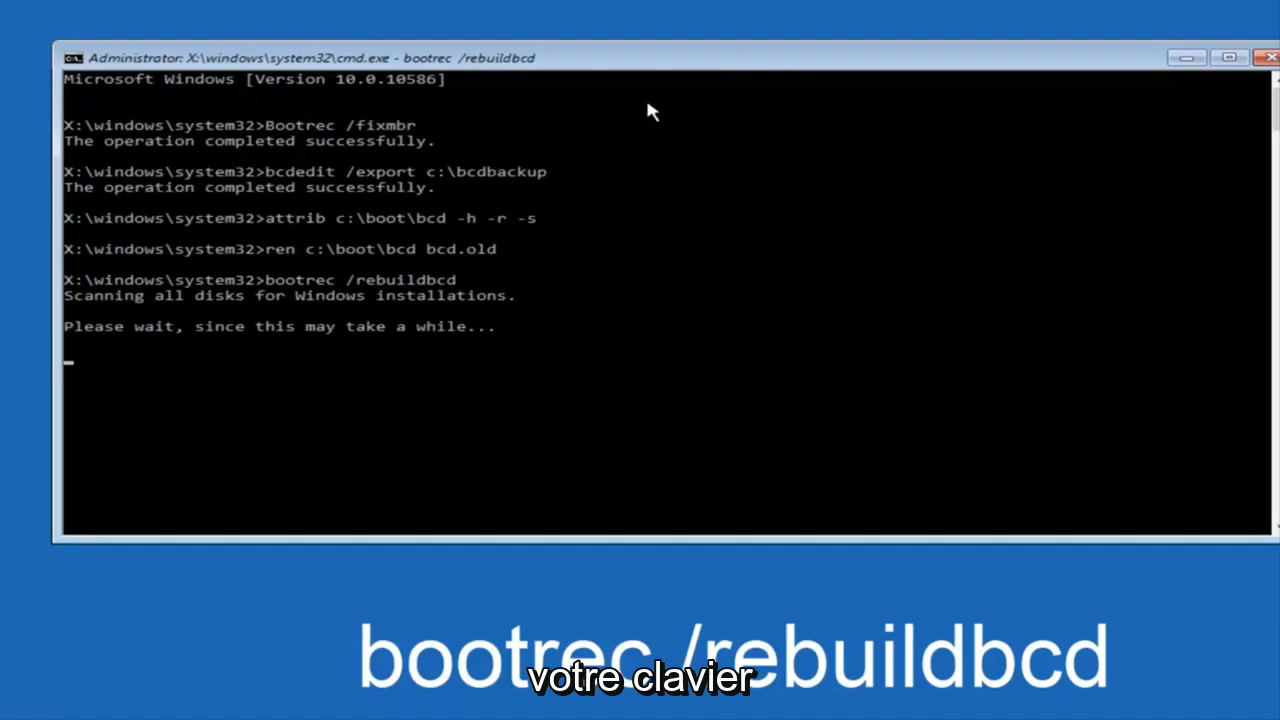 Administrator: X:\windows\system32\cmd.exe - bootrec /rebuildbcd
Microsoft Windows [Version 10.0.10586]
X:\windows\system32>Bootrec /fixmbr
The operation completed successfully.
X:\windows\system32>bcdedit /export c:\bcdbackup
The operation completed successfully.
X:\windows\system32>attrib c:\boot\bcd -h -r -s
X:\windows\system32>ren c:\boot\bcd bcd.old
X:\windows\system32>bootrec /rebuildbcd
Scanning all disks for Windows installations.
Please wait, since this may take a while...
bootrec /rebuildbcd
votre clavier